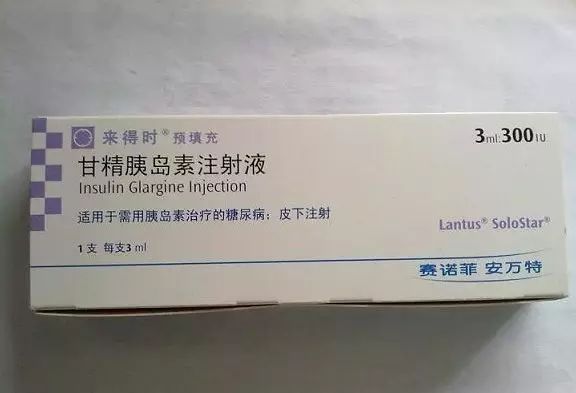 来得时® 预填充
3ml:300IU
甘精胰岛素注射液
Insulin Glargine Injection
适用于需用胰岛素治疗的糖尿病；皮下注射
Lantus® SoloStar®
1支 每支3 ml
赛诺菲 安万特